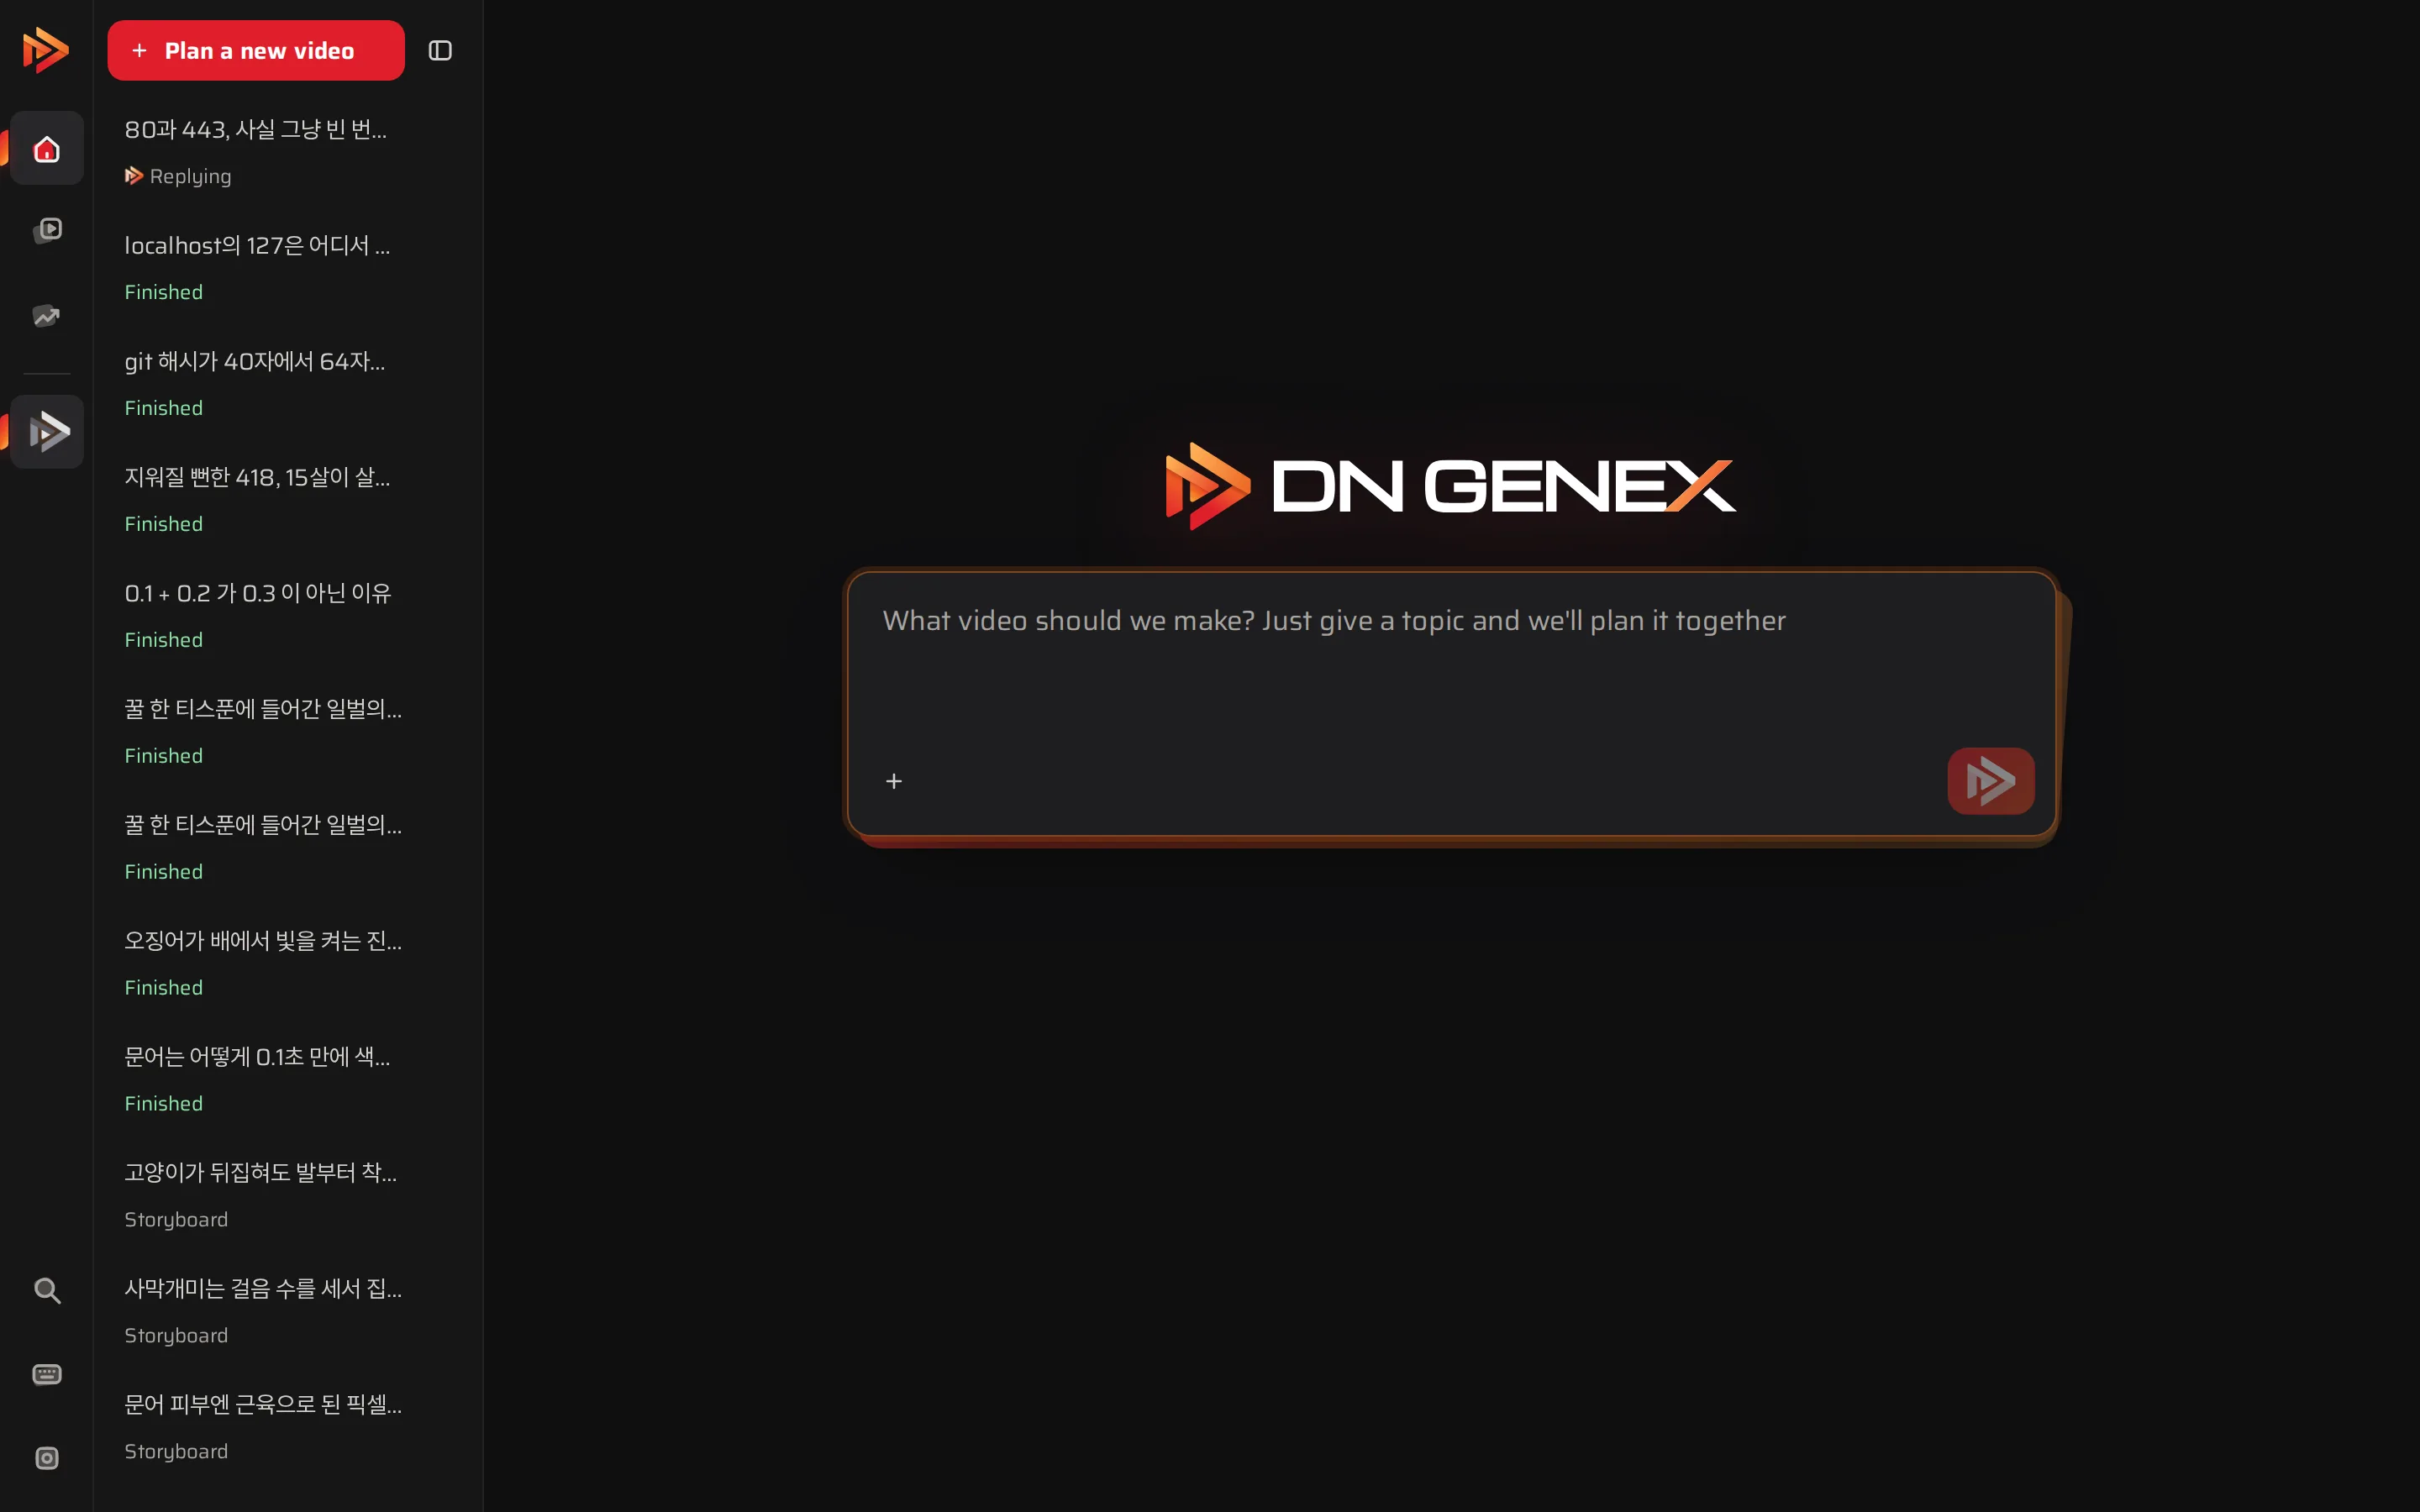 Plan a new video
80과 443, 사실 그냥 빈 번...
Replying
localhost의 127은 어디서 ...
Finished
git 해시가 40자에서 64자...
Finished
지워질 뻔한 418, 15살이 살...
Finished
0.1 + 0.2 가 0.3 이 아닌 이유
Finished
꿀 한 티스푼에 들어간 일벌의...
Finished
꿀 한 티스푼에 들어간 일벌의...
Finished
오징어가 배에서 빛을 켜는 진...
Finished
문어는 어떻게 0.1초 만에 색...
Finished
고양이가 뒤집혀도 발부터 착...
Storyboard
사막개미는 걸음 수를 세서 집...
Storyboard
문어 피부엔 근육으로 된 픽셀...
Storyboard
DN GENEX
What video should we make? Just give a topic and we'll plan it together